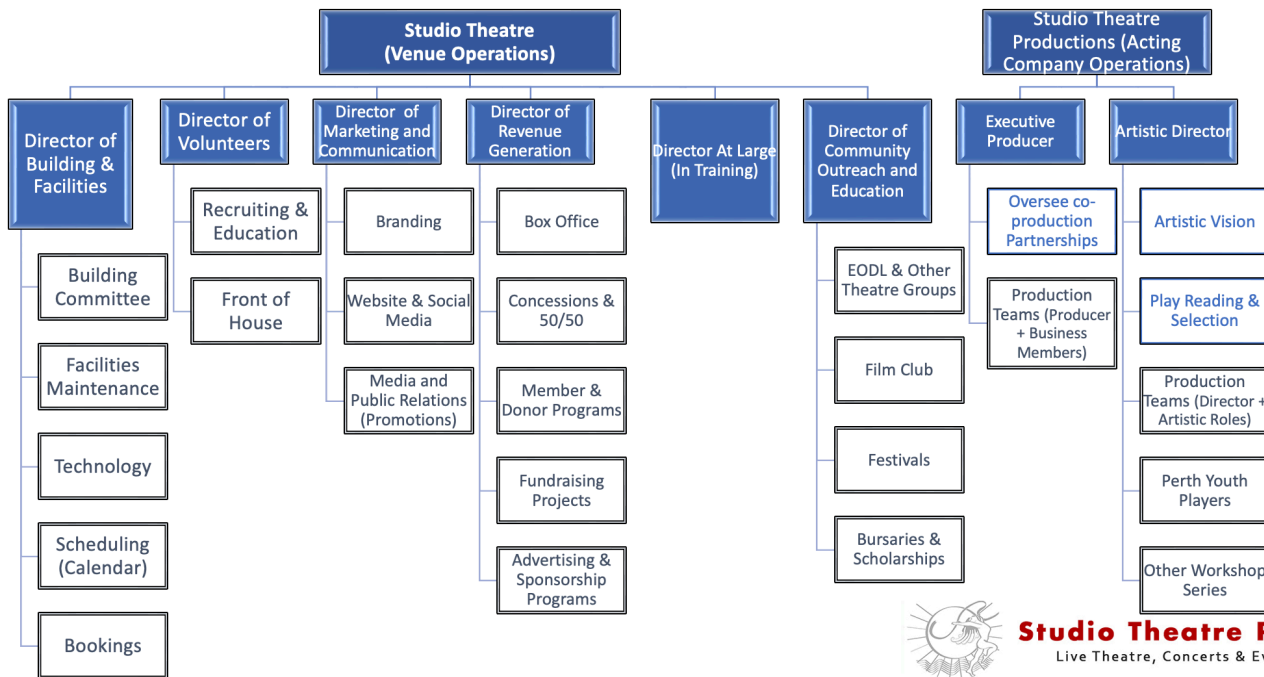 Studio Theatre
(Venue Operations)
Studio Theatre
Productions (Acting
Company Operations)
Director of
Building &
Facilities
Director of
Volunteers
Director of
Marketing and
Communication
Director of
Revenue
Generation
Director At Large
(In Training)
Director of
Community
Outreach and
Education
Executive
Producer
Artistic Director
Building
Committee
Facilities
Maintenance
Technology
Scheduling
(Calendar)
Bookings
Recruiting &
Education
Front of
House
Branding
Website & Social
Media
Media and
Public Relations
(Promotions)
Box Office
Concessions &
50/50
Member &
Donor Programs
Fundraising
Projects
Advertising &
Sponsorship
Programs
EODL & Other
Theatre Groups
Film Club
Festivals
Bursaries &
Scholarships
Oversee co-
production
Partnerships
Production
Teams (Producer
+ Business
Members)
Artistic Vision
Play Reading &
Selection
Production
Teams (Director +
Artistic Roles)
Perth Youth
Players
Other Workshop
Series
Studio Theatre
Live Theatre, Concerts &